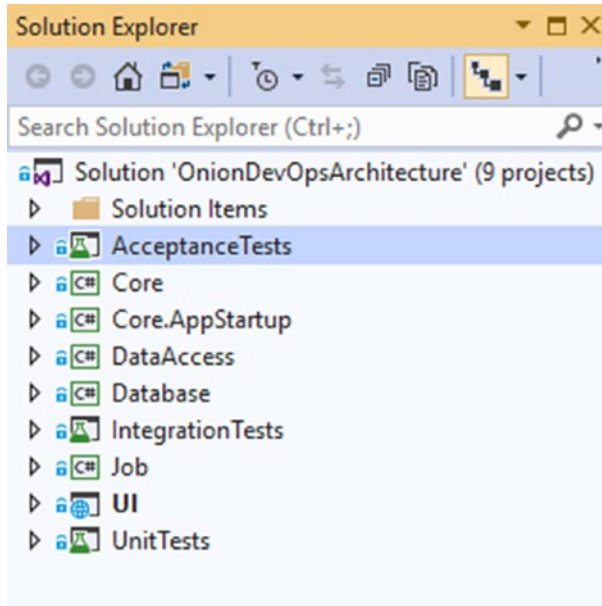 Solution Explorer
Search Solution Explorer (Ctrl+;)
Solution 'OnionDevOpsArchitecture' (9 projects)
Solution Items
AcceptanceTests
C# Core
C# Core.AppStartup
C# DataAccess
C# Database
IntegrationTests
C# Job
UI
UnitTests